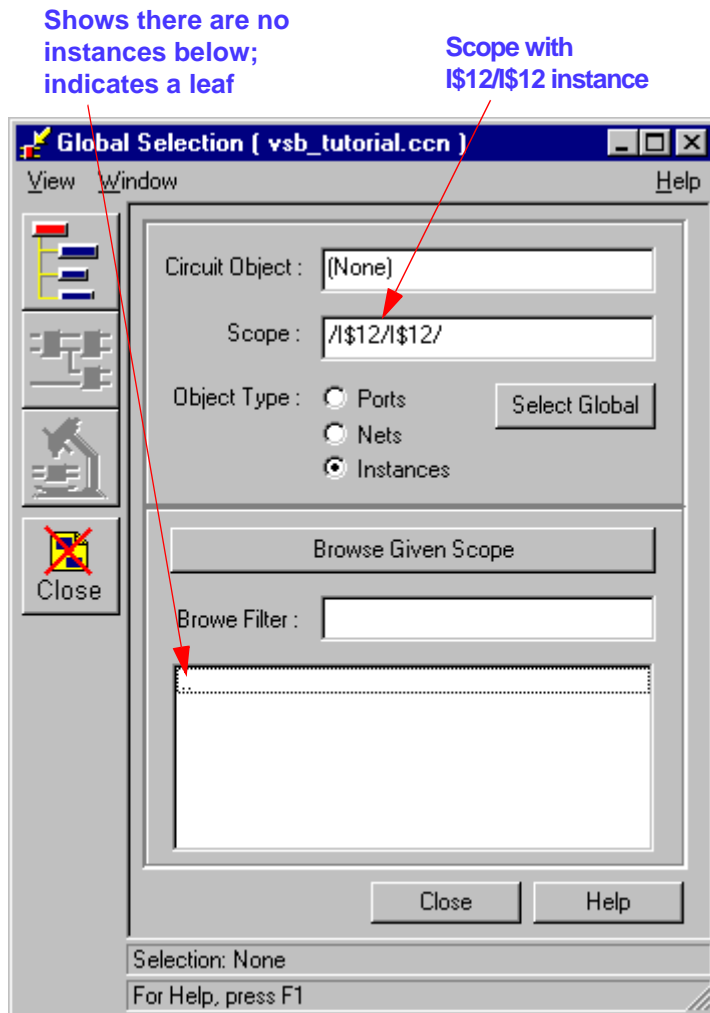 Shows there are no
instances below;
indicates a leaf
Scope with
I$12/I$12 instance
Global Selection ( vsb_tutorial.ccn )
View Window Help
Circuit Object : (None)
Scope : /I$12/I$12/
Object Type : Ports
Select Global
Nets
Instances
Browse Given Scope
Close
Browe Filter :
..
Close Help
Selection: None
For Help, press F1